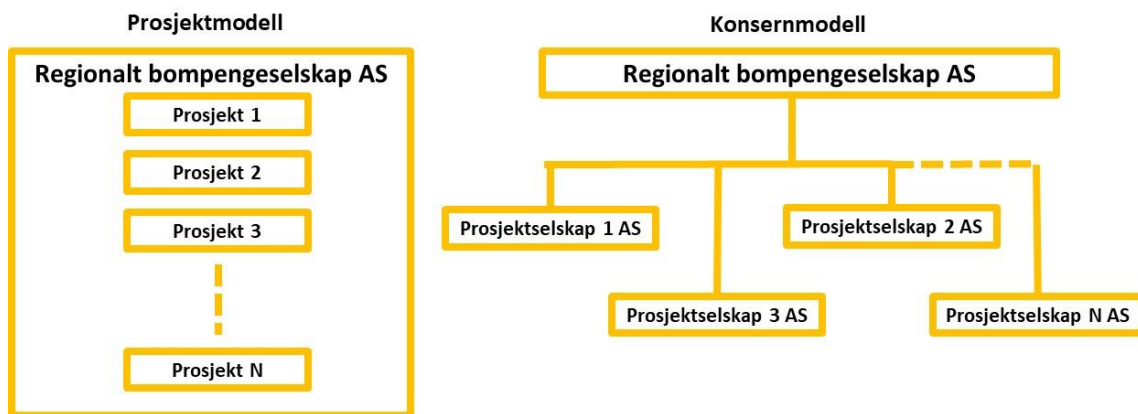 Prosjektmodell
Regionalt bompengeselskap AS
Prosjekt 1
Prosjekt 2
Prosjekt 3
Prosjekt N
Konsernmodell
Regionalt bompengeselskap AS
Prosjektselskap 1 AS
Prosjektselskap 2 AS
Prosjektselskap 3 AS
Prosjektselskap N AS